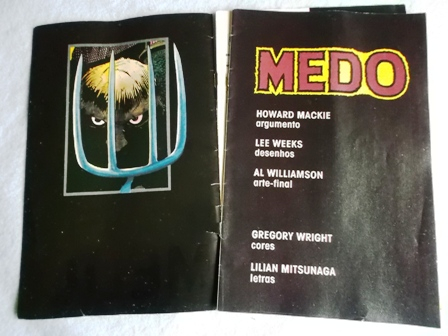 MEDO
HOWARD MACKIE
argumento
LEE WEEKS
desenhos
AL WILLIAMSON
arte-final
GREGORY WRIGHT
cores
LILIAN MITSUNAGA
letras